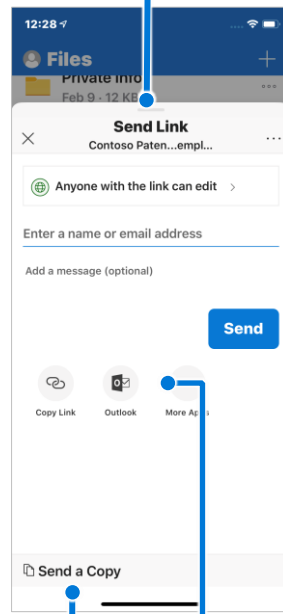 12:28
Files
Private Info
Feb 9 - 12 KB
Send Link
Contoso Paten...empl...
Anyone with the link can edit
Enter a name or email address
Add a message (optional)
Send
Copy Link
Outlook
More Apps
Send a Copy